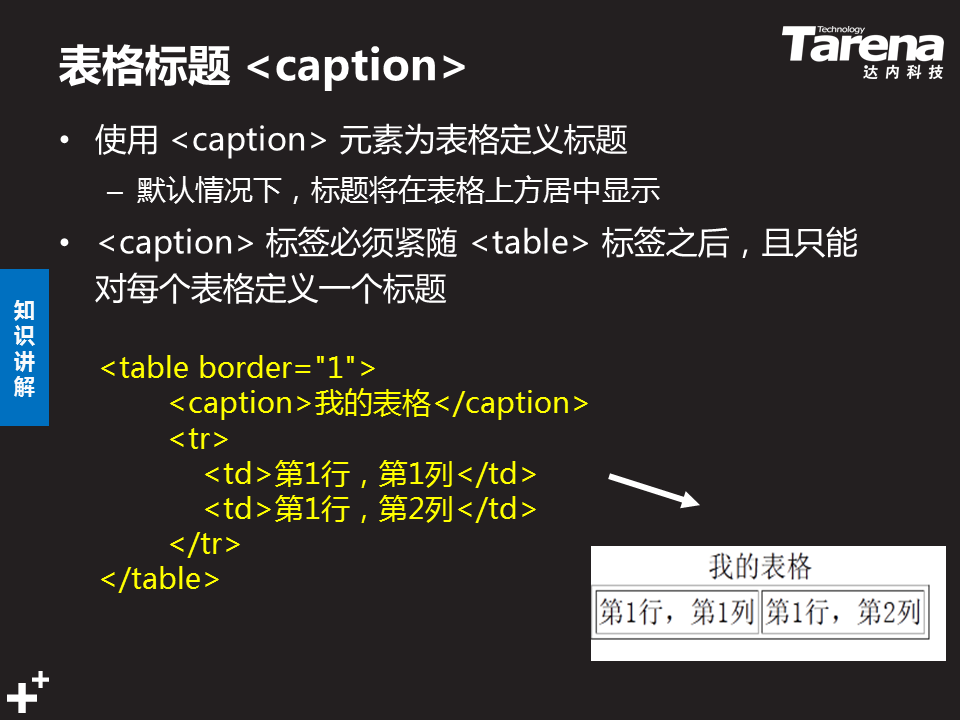 表格标题 <caption>
Technology
Tarena
达内科技
• 使用 <caption> 元素为表格定义标题
– 默认情况下，标题将在表格上方居中显示
• <caption> 标签必须紧随 <table> 标签之后，且只能
对每个表格定义一个标题
知识讲解
<table border="1">
<caption>我的表格</caption>
<tr>
<td>第1行，第1列</td>
<td>第1行，第2列</td>
</tr>
</table>
我的表格
第1行，第1列 第1行，第2列